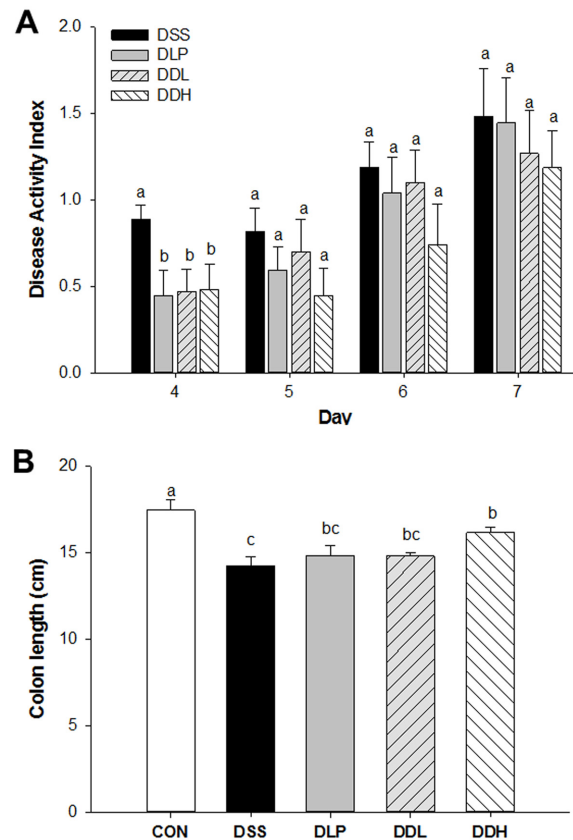 A
2.0
1.5
1.0
0.5
0.0
Disease Activity Index
DSS
DLP
DDL
DDH
a b b b
a a a a
a a a a
a a a a
4 5 6 7
Day
B
20
15
10
5
0
Colon length (cm)
a c bc bc b
CON DSS DLP DDL DDH